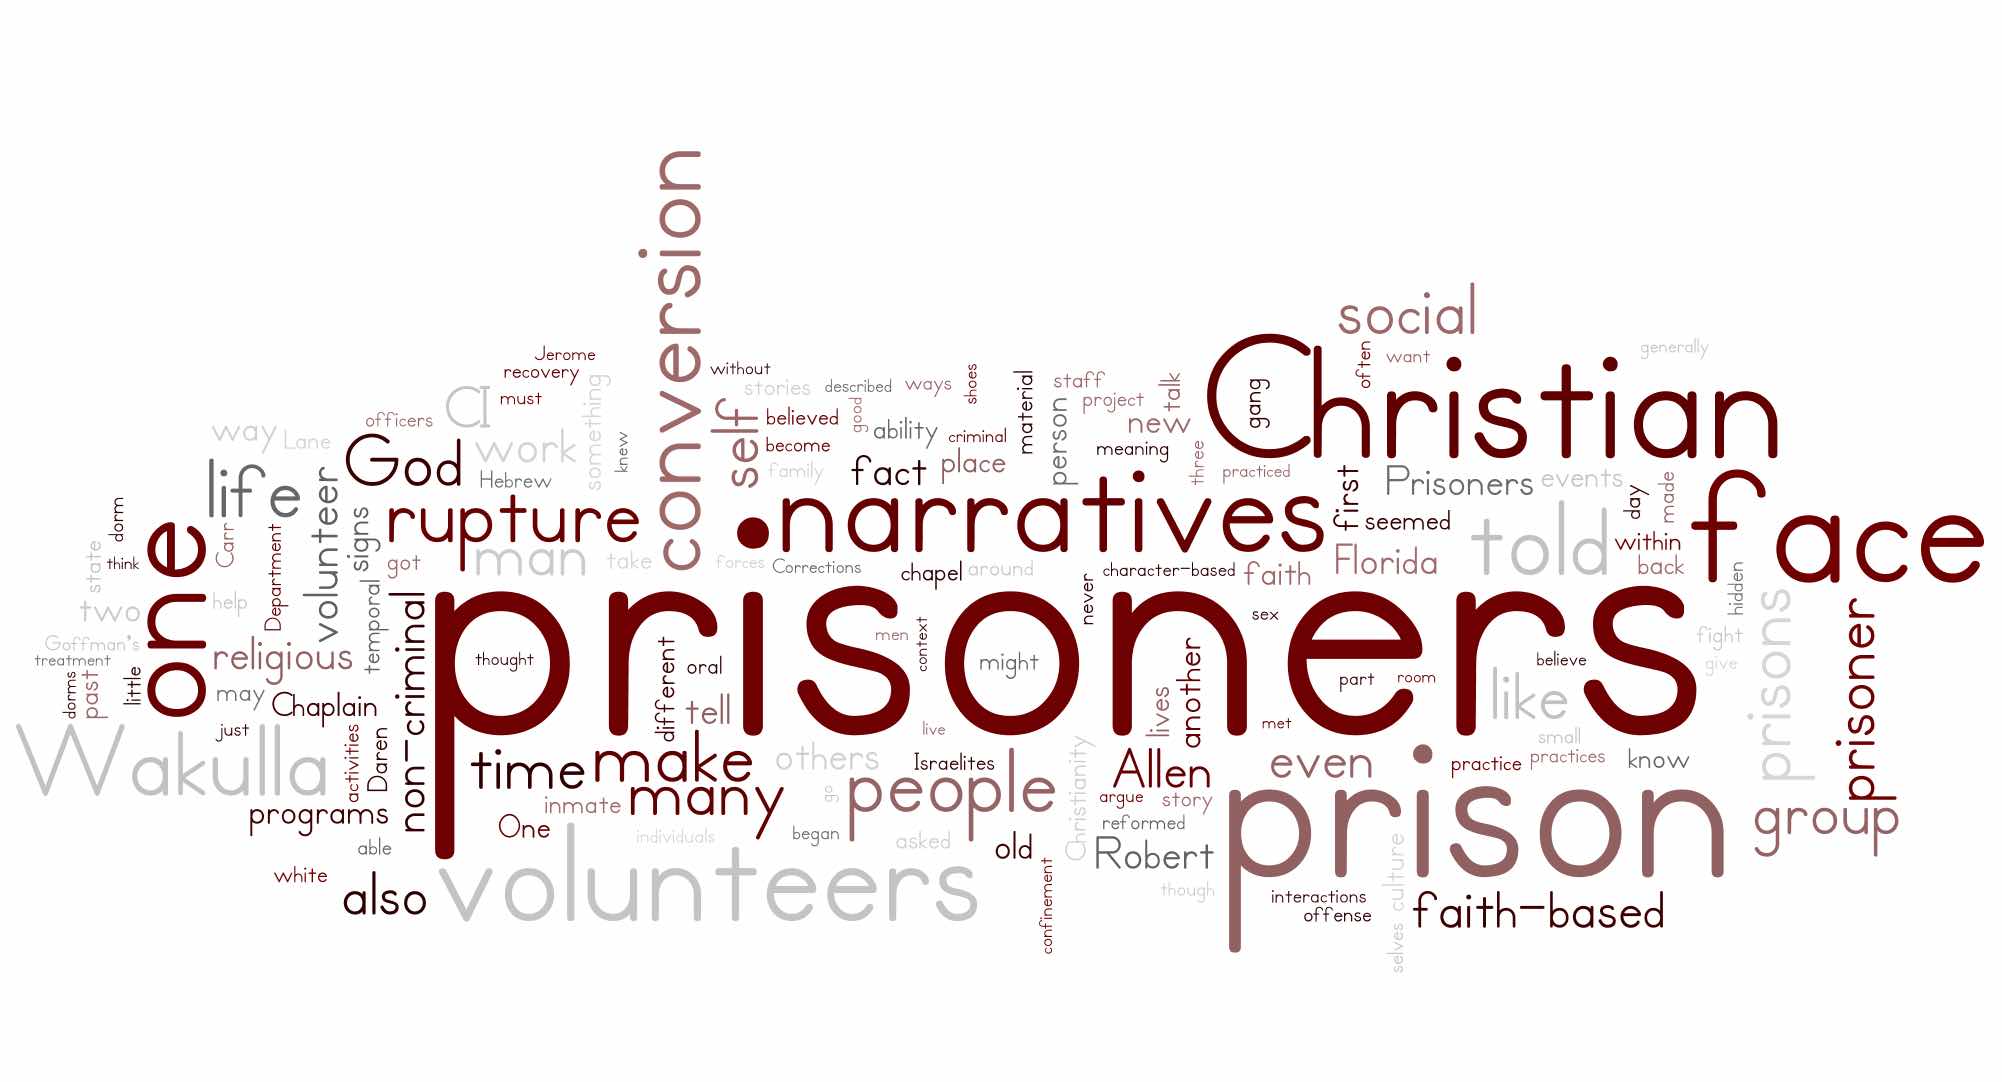 conversion
social
Christian
generally
often
want
gang
Jerome
recovery
must
CI
something
knew
officers
way
Lane
God
work
Hebrew
without
stories
described
ways
shoes
self
believed
become
good
ability
criminal
family
fact
place
material
staff
project
person
new
talk
meaning
three
practiced
life
volunteer
signs
rupture
narratives
first
Prisoners
events
seemed
told
day
made
within
back
face
dorm
think
state
one
Carr
Department
temporal
got
man
take
forces
Corrections
chapel
around
never
character-based
faith
Florida
hidden
two
help
Goffman's
treatment
little
dorms
past
religious
may
Chaplain
just
non-criminal
prisoners
thought
different
oral
tell
men
context
might
live
sex
lives
another
met
part
room
believe
like
fight
give
prisons
prisoner
Wakulla
activities
Daren
programs
able
time
make
many
others
Israelites
people
go
inmate
One
individuals
began
asked
old
Christianity
Allen
argue
story
reformed
Robert
though
even
practice
small
practices
know
prison
group
white
also
volunteers
confinement
interactions
offense
selves
culture
faith-based